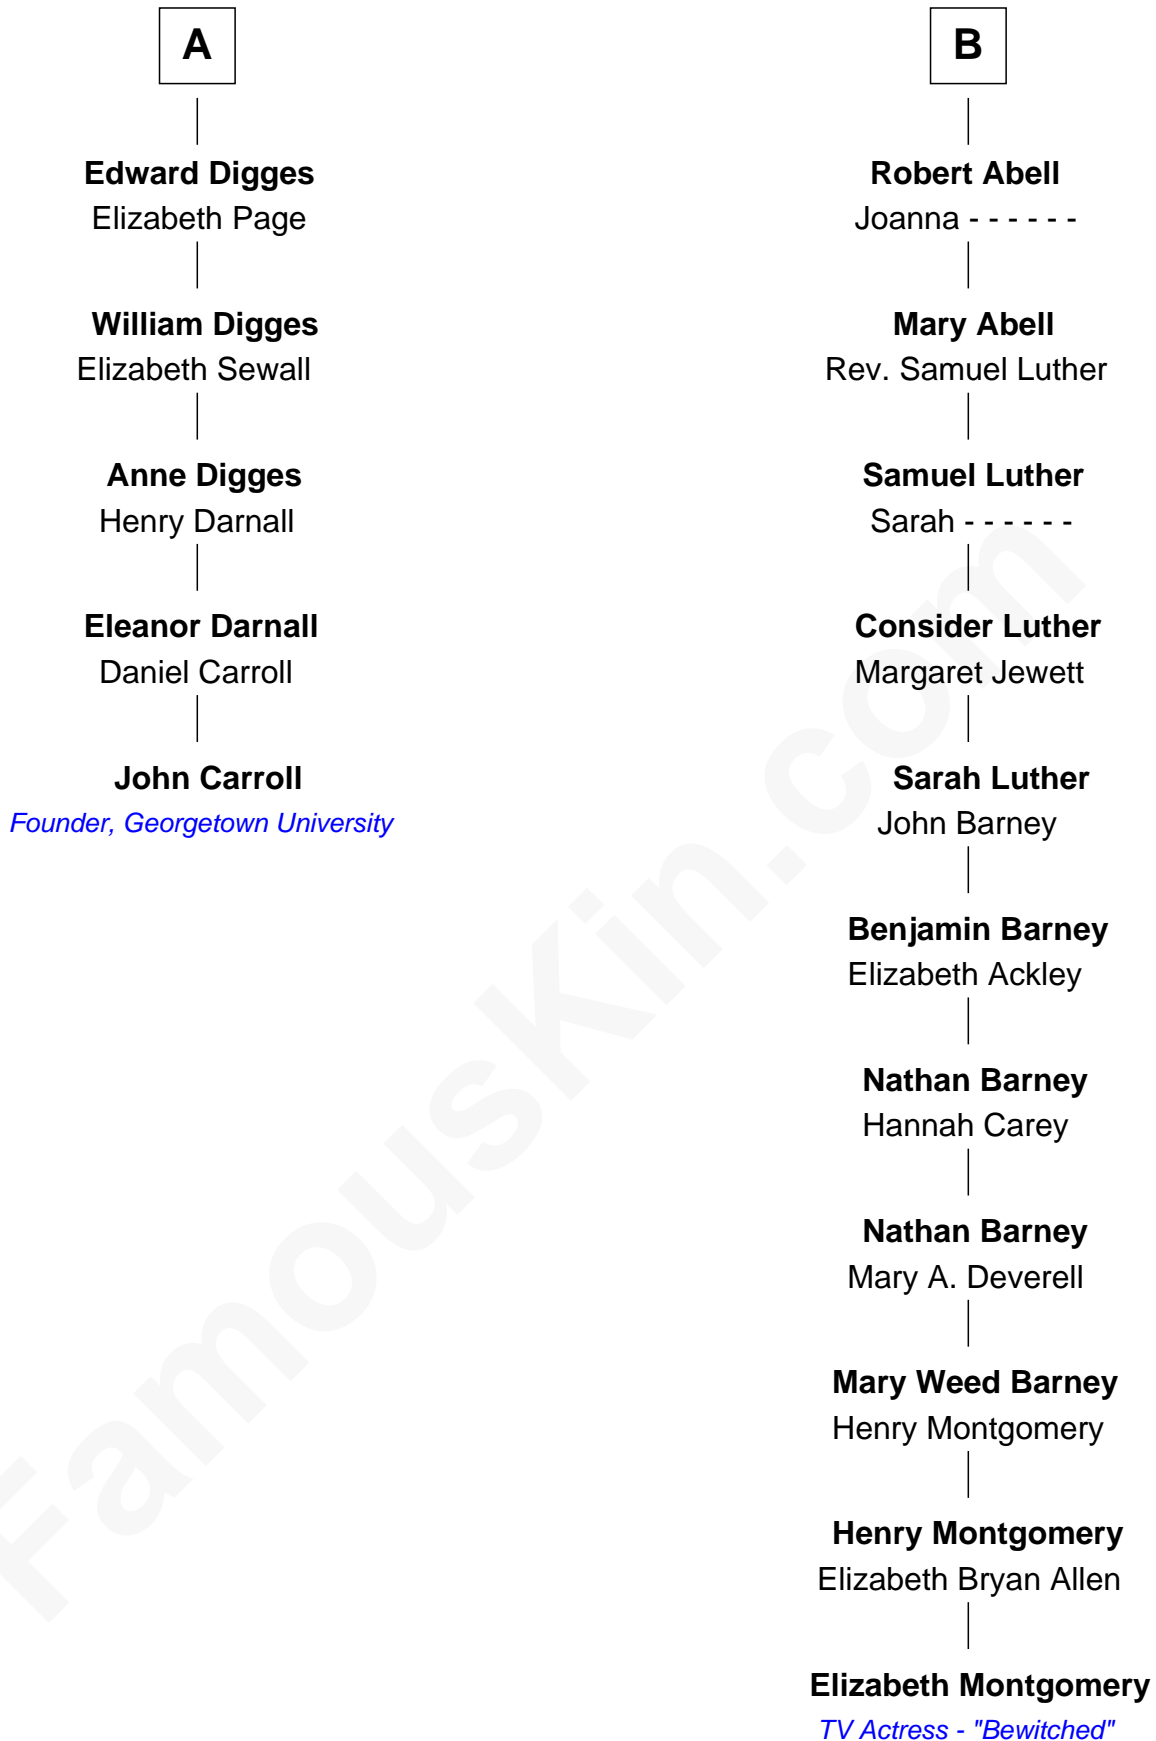 A
Edward Digges
Elizabeth Page
William Digges
Elizabeth Sewall
Anne Digges
Henry Darnall
Eleanor Darnall
Daniel Carroll
John Carroll
Founder, Georgetown University
B
Robert Abell
Joanna - - - - - -
Mary Abell
Rev. Samuel Luther
Samuel Luther
Sarah - - - - - -
Consider Luther
Margaret Jewett
Sarah Luther
John Barney
Benjamin Barney
Elizabeth Ackley
Nathan Barney
Hannah Carey
Nathan Barney
Mary A. Deverell
Mary Weed Barney
Henry Montgomery
Henry Montgomery
Elizabeth Bryan Allen
Elizabeth Montgomery
TV Actress - "Bewitched"
FamousKin.com